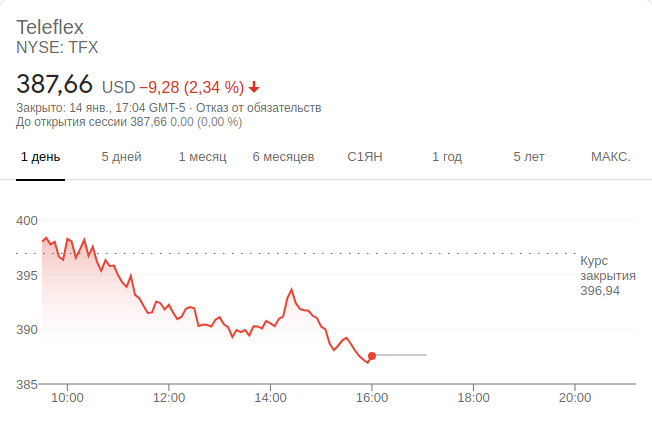 Teleflex
NYSE: TFX
387,66 USD −9,28 (2,34 %)
Закрыто: 14 янв., 17:04 GMT-5 · Отказ от обязательств
До открытия сессии 387,66 0,00 (0,00 %)
1 день 5 дней 1 месяц 6 месяцев С1ЯН 1 год 5 лет МАКС.
400
Курс
закрытия
396,94
395
390
385
10:00 12:00 14:00 16:00 18:00 20:00